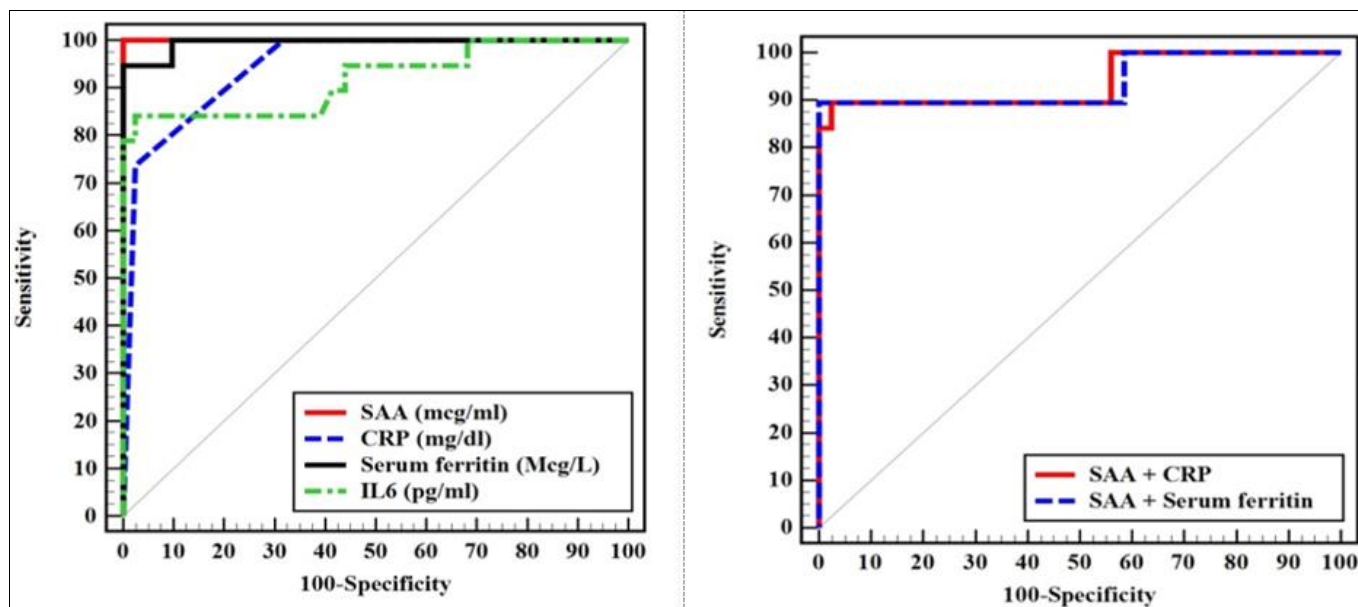 100
90
80
70
60
50
40
30
20
10
0
Sensitivity
SAA (mcg/ml)
CRP (mg/dl)
Serum ferritin (Mcg/L)
IL6 (pg/ml)
0 10 20 30 40 50 60 70 80 90 100
100-Specificity
100
90
80
70
60
50
40
30
20
10
0
Sensitivity
SAA + CRP
SAA + Serum ferritin
0 10 20 30 40 50 60 70 80 90 100
100-Specificity